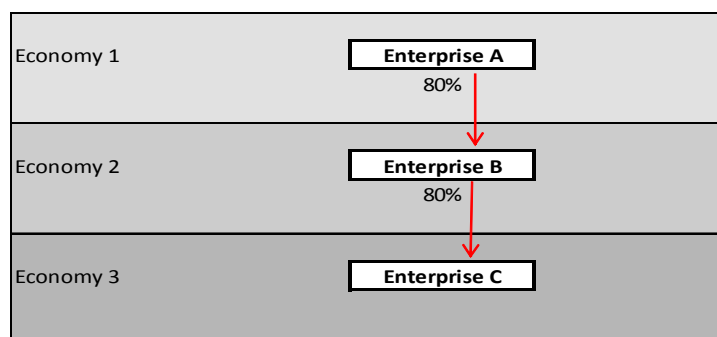 Economy 1
Enterprise A
80%
Economy 2
Enterprise B
80%
Economy 3
Enterprise C